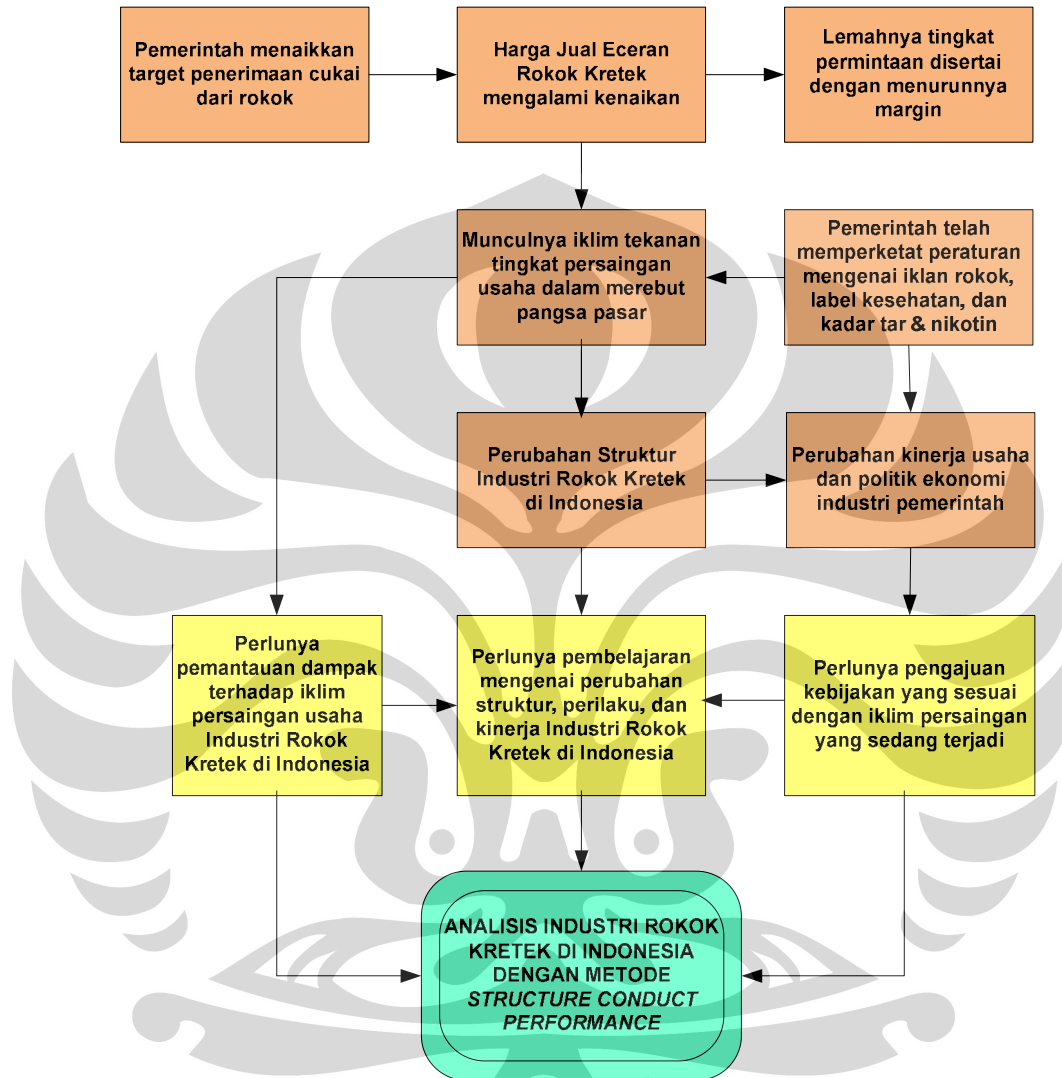 Pemerintah menaikkan
target penerimaan cukai
dari rokok
Harga Jual Eceran
Rokok Kretek
mengalami kenaikan
Lemahnya tingkat
permintaan disertai
dengan menurunnya
margin
Munculnya iklim tekanan
tingkat persaingan
usaha dalam merebut
pangsa pasar
Pemerintah telah
memperketat peraturan
mengenai iklan rokok,
label kesehatan, dan
kadar tar & nikotin
Perubahan Struktur
Industri Rokok Kretek
di Indonesia
Perubahan kinerja usaha
dan politik ekonomi
industri pemerintah
Perlunya
pemantauan dampak
terhadap iklim
persaingan usaha
Industri Rokok
Kretek di Indonesia
Perlunya pembelajaran
mengenai perubahan
struktur, perilaku, dan
kinerja Industri Rokok
Kretek di Indonesia
Perlunya pengajuan
kebijakan yang sesuai
dengan iklim persaingan
yang sedang terjadi
ANALISIS INDUSTRI ROKOK
KRETEK DI INDONESIA
DENGAN METODE
STRUCTURE CONDUCT
PERFORMANCE